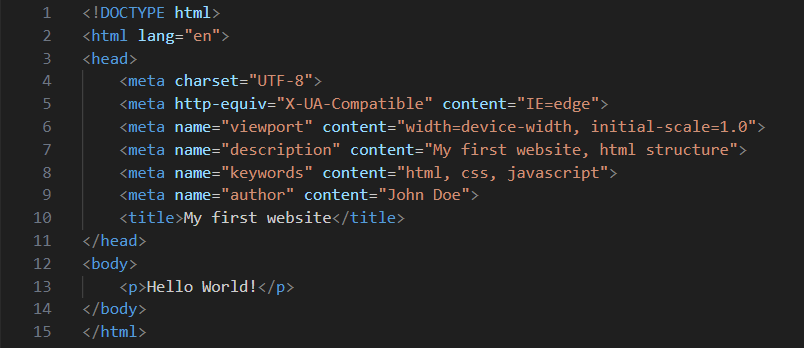 1 <!DOCTYPE html>
2 <html lang="en">
3 <head>
4     <meta charset="UTF-8">
5     <meta http-equiv="X-UA-Compatible" content="IE=edge">
6     <meta name="viewport" content="width=device-width, initial-scale=1.0">
7     <meta name="description" content="My first website, html structure">
8     <meta name="keywords" content="html, css, javascript">
9     <meta name="author" content="John Doe">
10     <title>My first website</title>
11 </head>
12 <body>
13     <p>Hello World!</p>
14 </body>
15 </html>